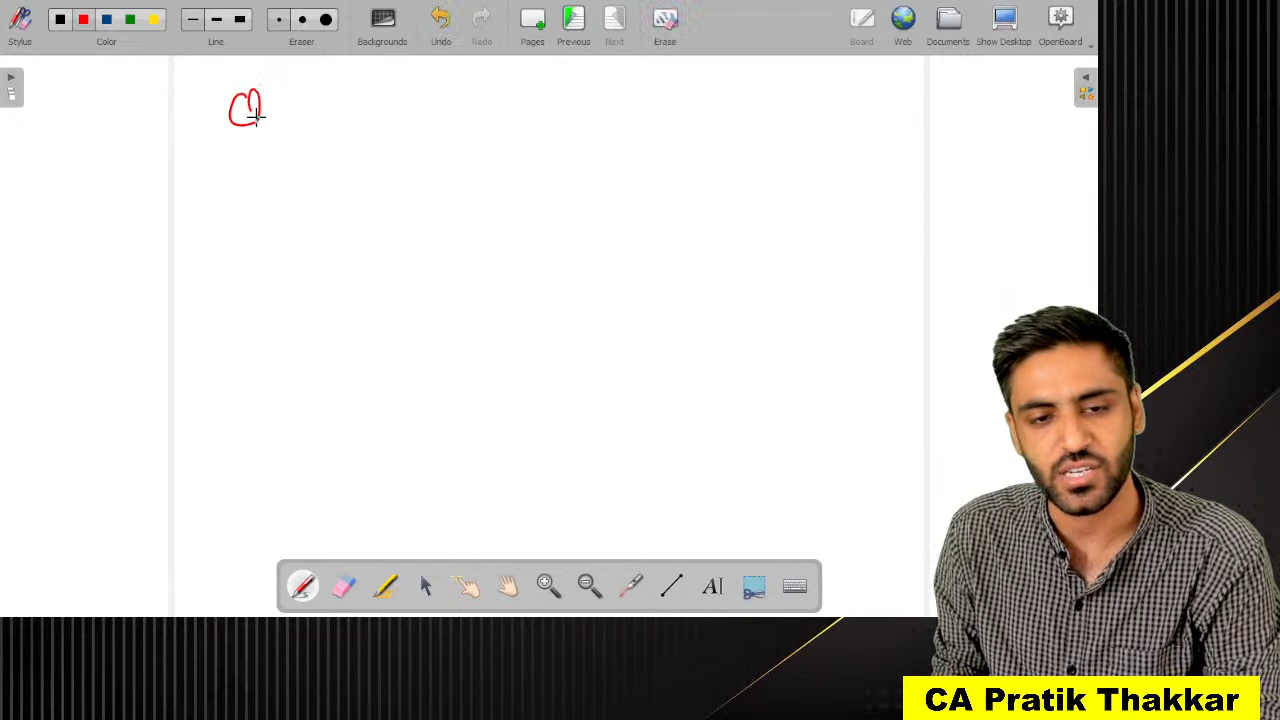 Stylus
Color
Line
Eraser
Backgrounds
Undo
Redo
Pages
Previous
Next
Erase
Board
Web
Documents
Show Desktop
OpenBoard
A
CA Pratik Thakkar